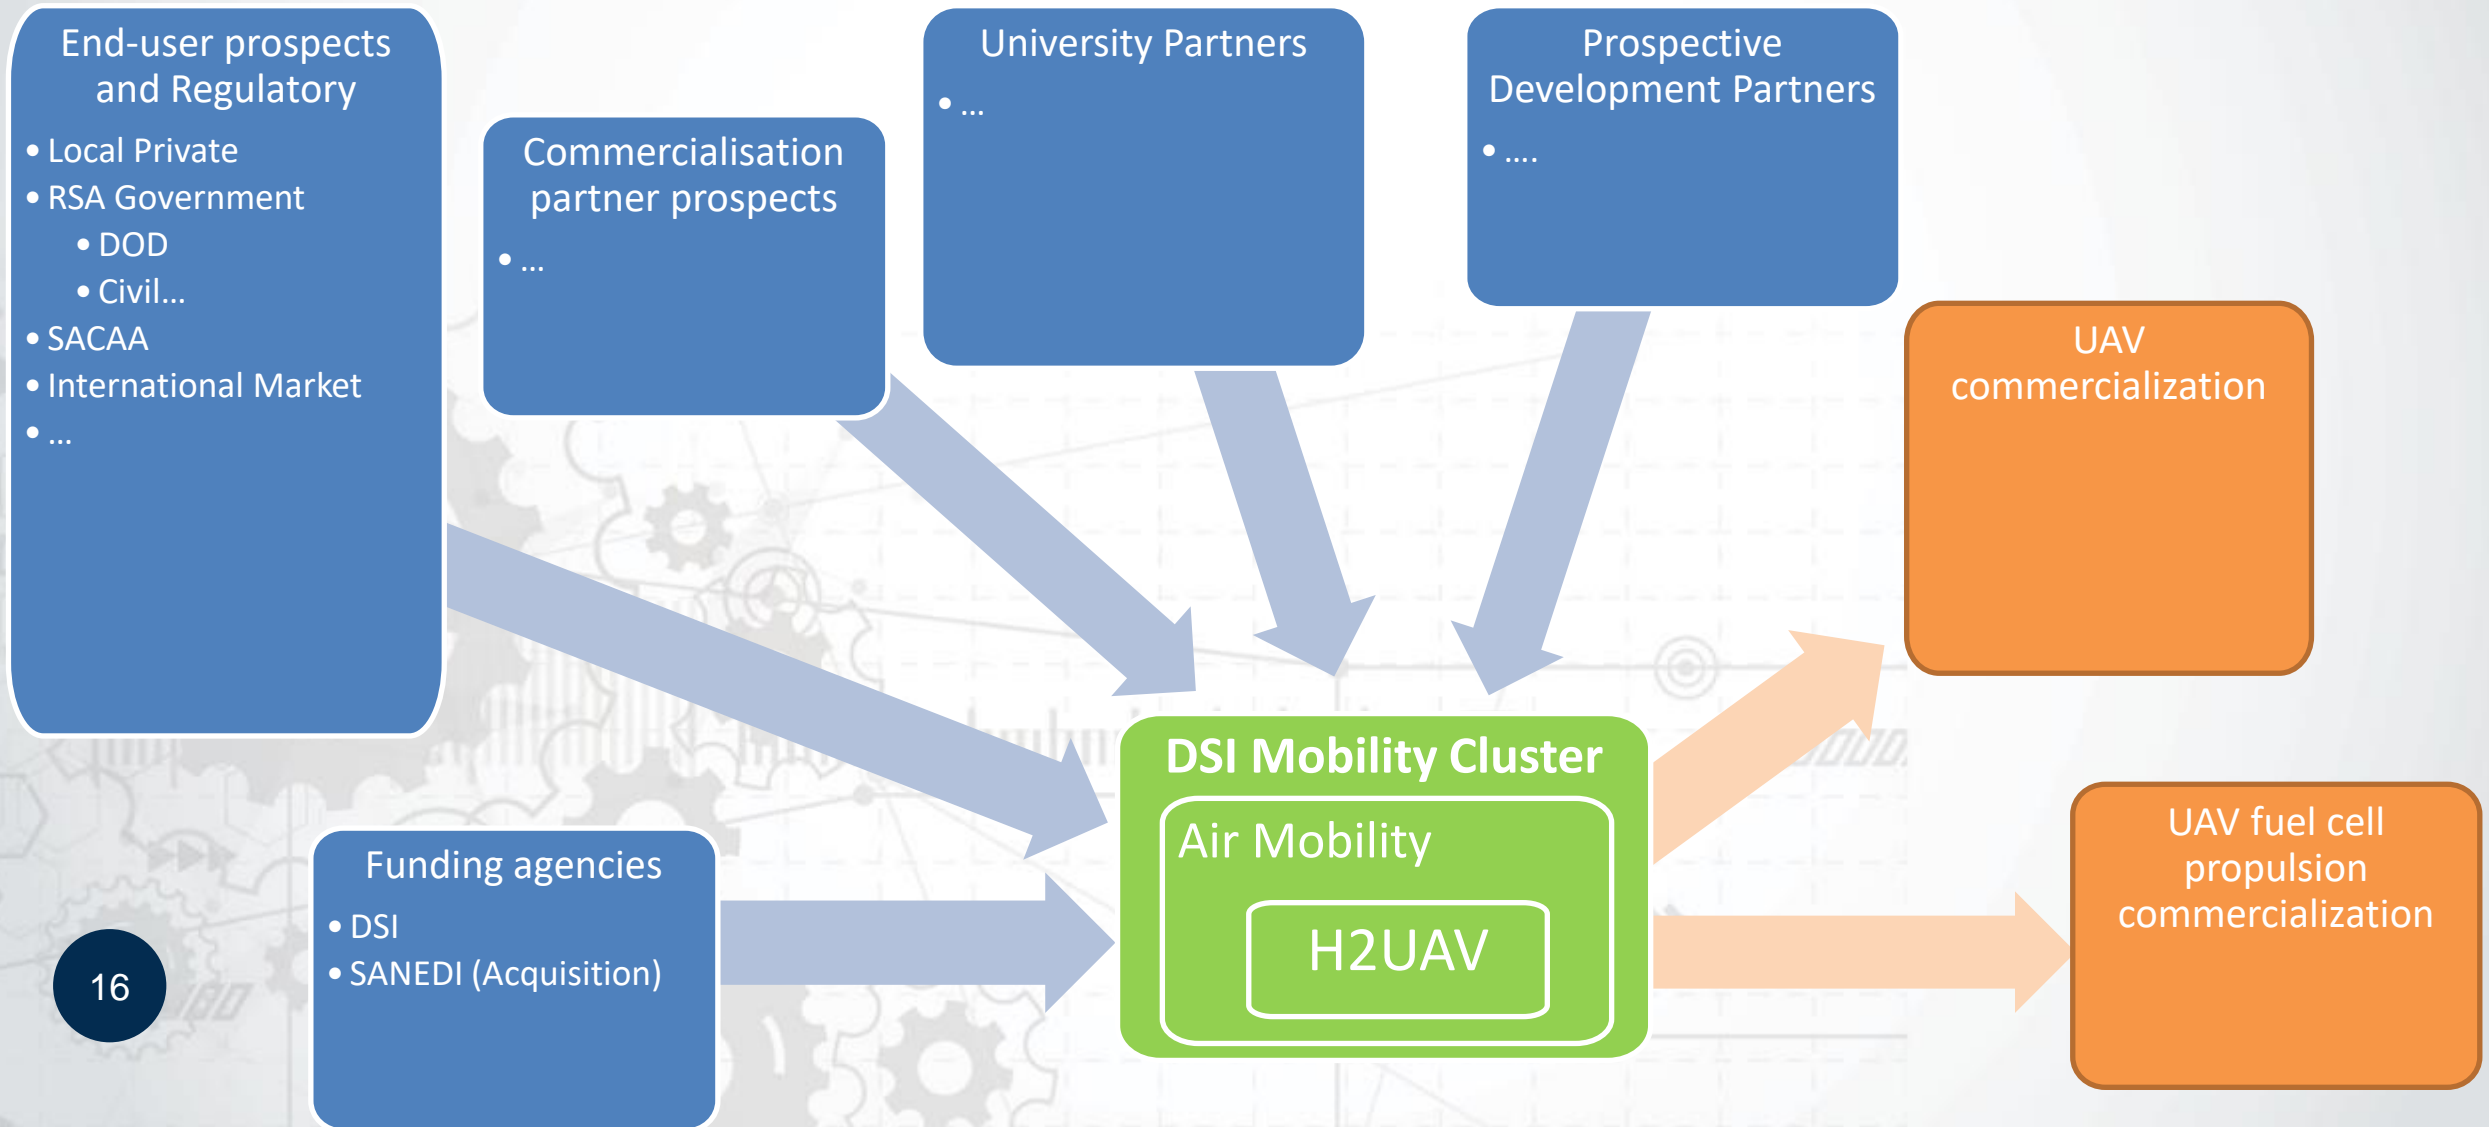 End-user prospects
and Regulatory
• Local Private
• RSA Government
• DOD
• Civil...
• SACAA
• International Market
• ...
Commercialisation
partner prospects
• ...
University Partners
• ...
Prospective
Development Partners
• ....
UAV
commercialization
DSI Mobility Cluster
Air Mobility
H2UAV
Funding agencies
• DSI
• SANEDI (Acquisition)
UAV fuel cell
propulsion
commercialization
16